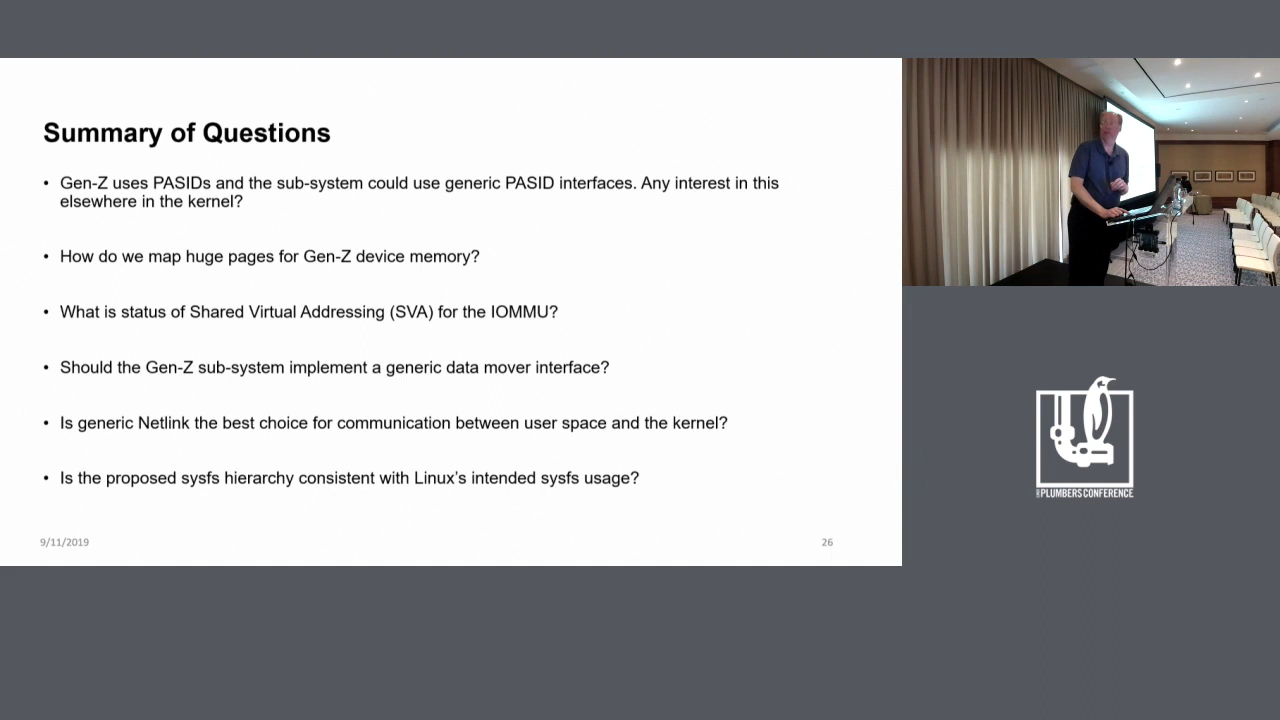 Summary of Questions
• Gen-Z uses PASIDs and the sub-system could use generic PASID interfaces. Any interest in this
elsewhere in the kernel?
• How do we map huge pages for Gen-Z device memory?
• What is status of Shared Virtual Addressing (SVA) for the IOMMU?
• Should the Gen-Z sub-system implement a generic data mover interface?
• Is generic Netlink the best choice for communication between user space and the kernel?
• Is the proposed sysfs hierarchy consistent with Linux's intended sysfs usage?
9/11/2019
26
PLUMBERS CONFERENCE